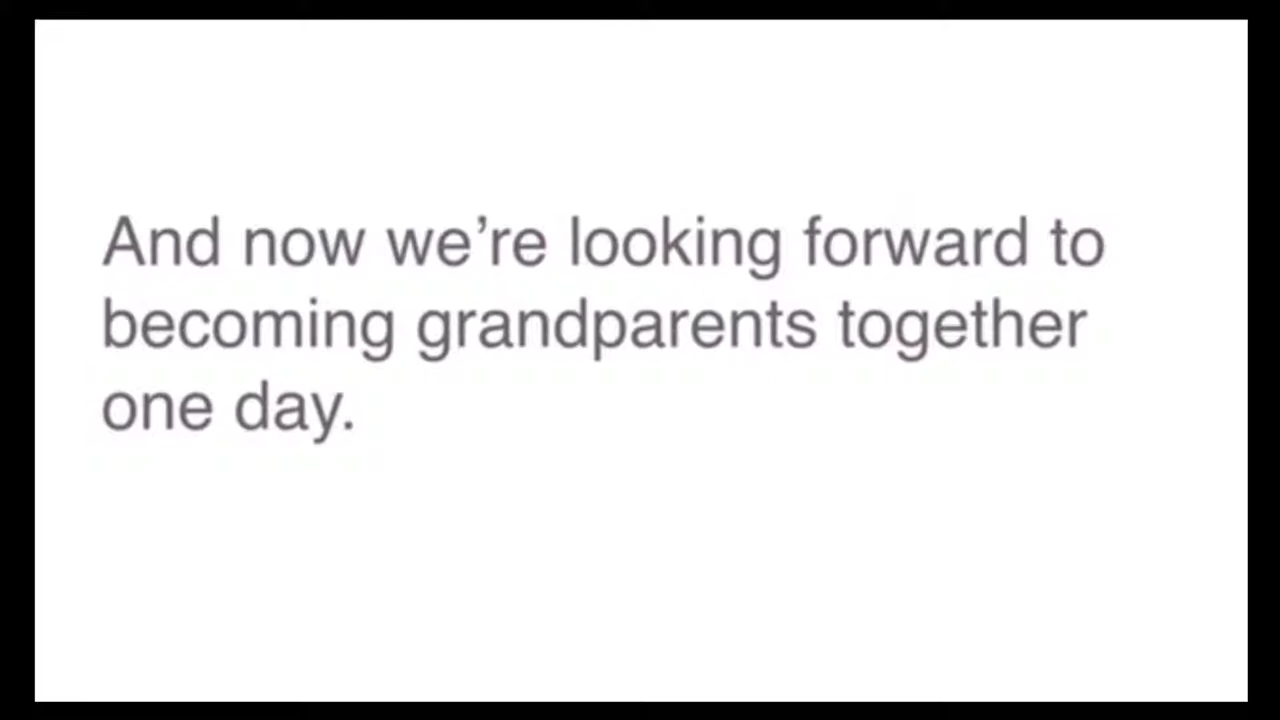 And now we’re looking forward to
becoming grandparents together
one day.